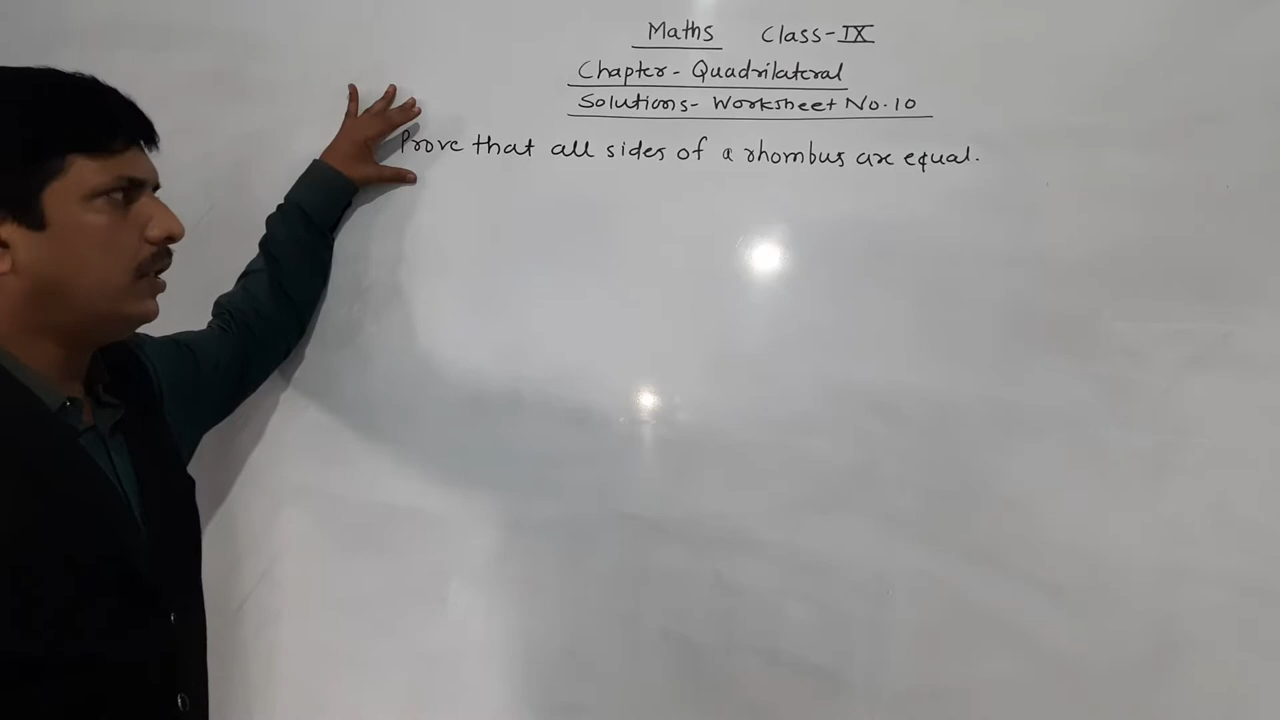 Maths Class-IX
Chapter- Quadrilateral
Solutions- Worksheet No.10
Prove that all sides of a rhombus are equal.